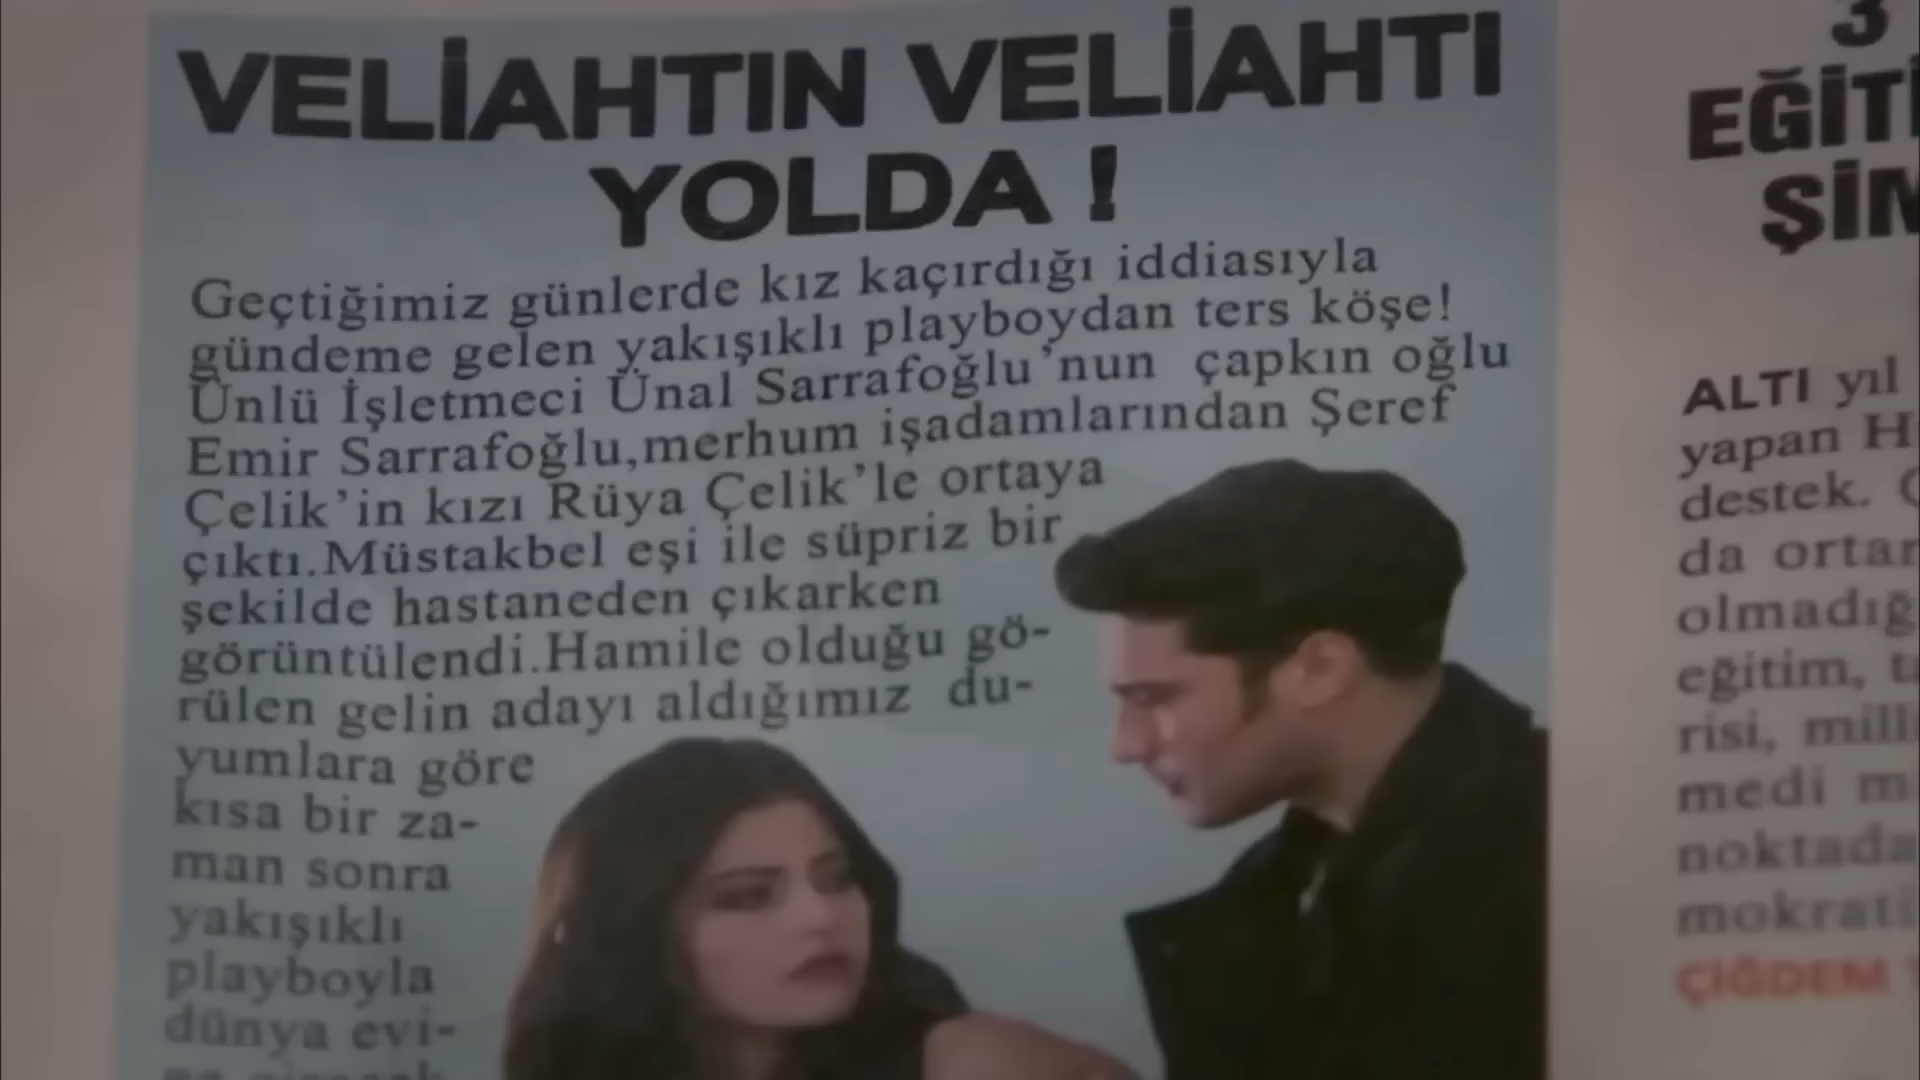 VELİAHTIN VELİAHTI
YOLDA !
Geçtiğimiz günlerde kız kaçırdığı iddiasıyla
gündeme gelen yakışıklı playboydan ters köşe!
Ünlü İşletmeci Ünal Sarrafoğlu'nun çapkın oğlu
Emir Sarrafoğlu,merhum işadamlarından Şeref
Çelik'in kızı Rüya Çelik'le ortaya
çıktı.Müstakbel eşi ile süpriz bir
şekilde hastaneden çıkarken
görüntülendi.Hamile olduğu gö-
rülen gelin adayı aldığımız du-
yumlara göre
kısa bir za-
man sonra
yakışıklı
playboyla
dünya evi-
3
EĞİTİ
ŞİM
ALTI yıl
yapan H
destek.
da ortar
olmadığ
eğitim, t
risi, milli
medi m
noktada
mokrati
ÇİĞDEM